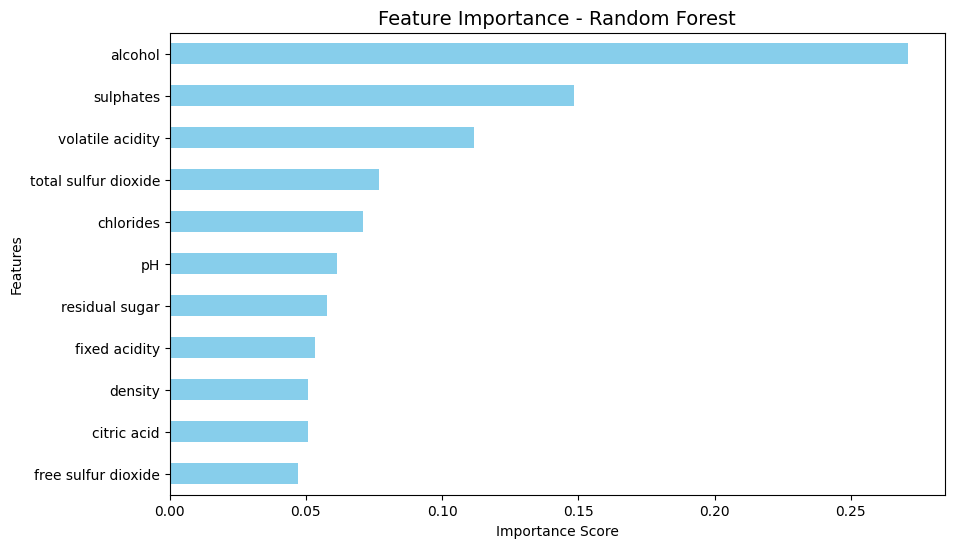 Feature Importance - Random Forest
alcohol
sulphates
volatile acidity
total sulfur dioxide
chlorides
pH
residual sugar
fixed acidity
density
citric acid
free sulfur dioxide
Features
0.00 0.05 0.10 0.15 0.20 0.25
Importance Score